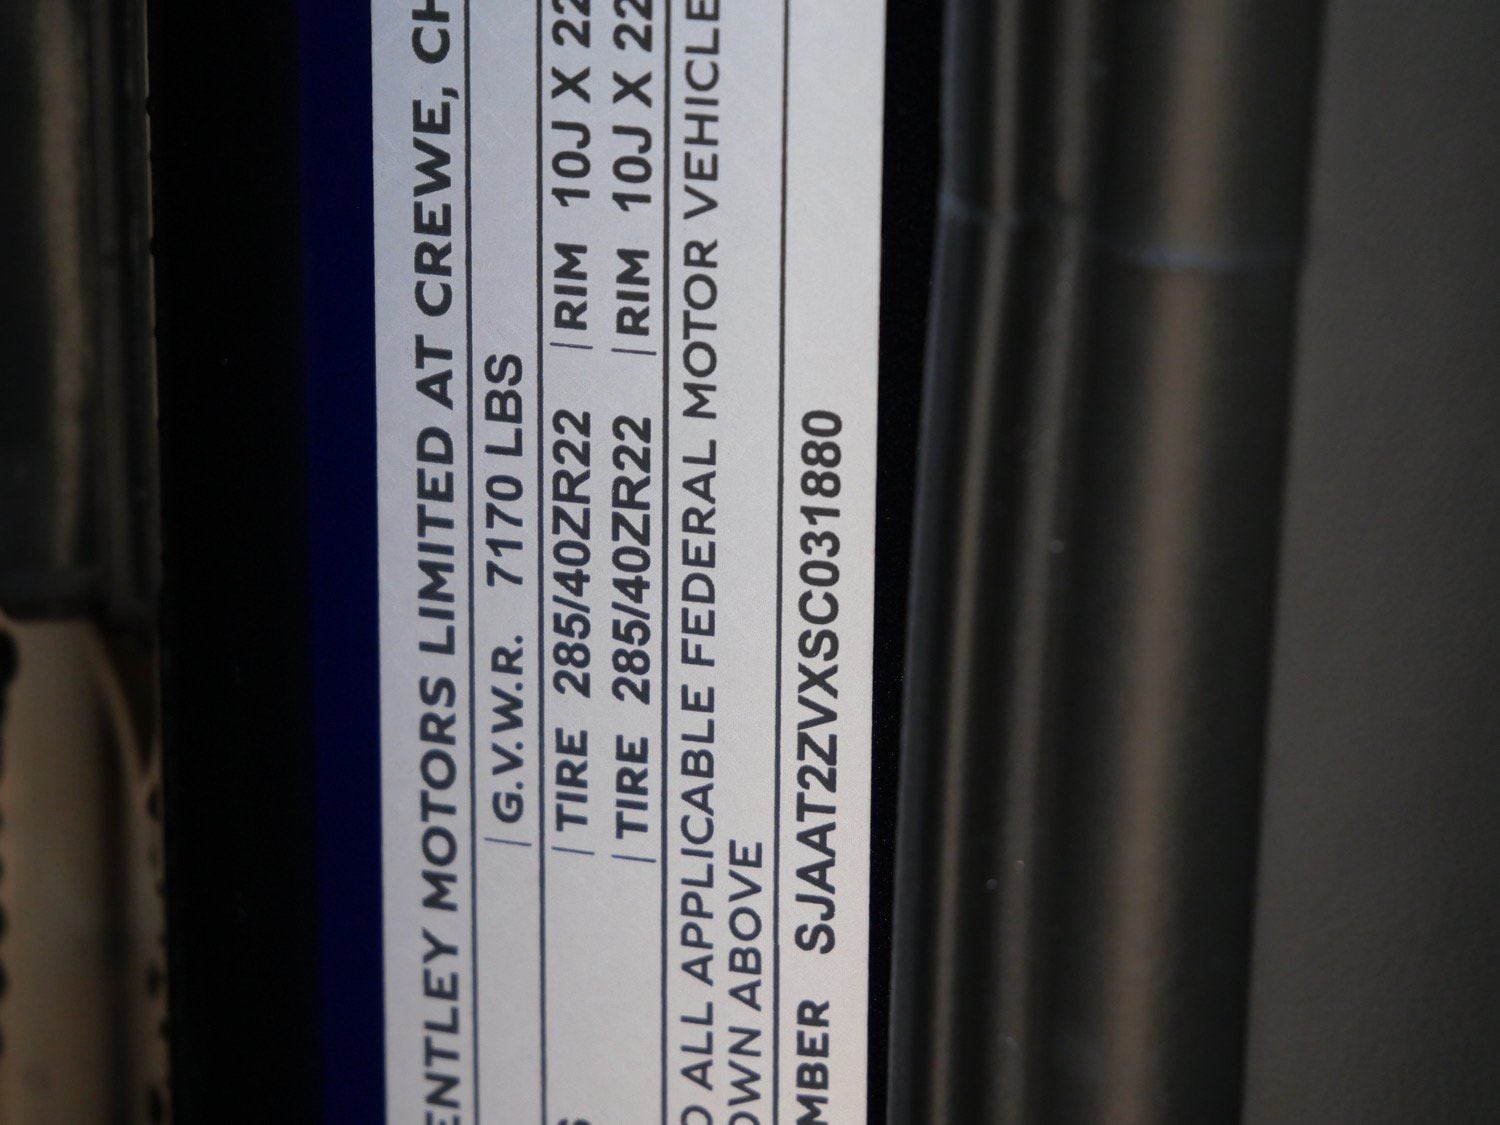 ENTLEY MOTORS LIMITED AT CREWE, CH
G.V.W.R. 7170 LBS
TIRE 285/40ZR22 RIM 10J X 22
TIRE 285/40ZR22 RIM 10J X 22
O ALL APPLICABLE FEDERAL MOTOR VEHICLE
OWN ABOVE
MBER SJAAT2ZVXSC031880